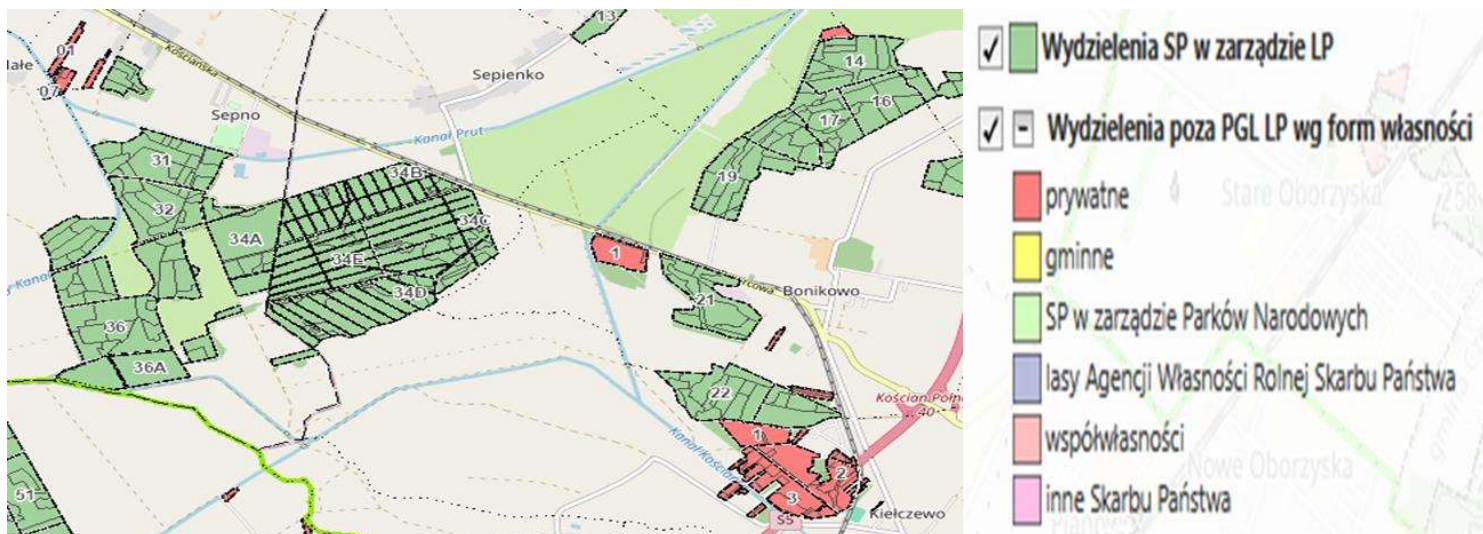 13
01
Kościańska
07
Sepienko
Sepno
14
16
Kanał Prut
17
31
34B
19
32
34C
34A
34E
1
34D
21
Bonikowo
36
36A
22
Kościan Półn
40
1
2
51
3
S5
Kiełczewo
Wydzielenia SP w zarządzie LP
Wydzielenia poza PGL LP wg form własności
prywatne
Stare Oborzyska
gminne
SP w zarządzie Parków Narodowych
lasy Agencji Własności Rolnej Skarbu Państwa
współwłasności
Nowe Oborzyska
inne Skarbu Państwa